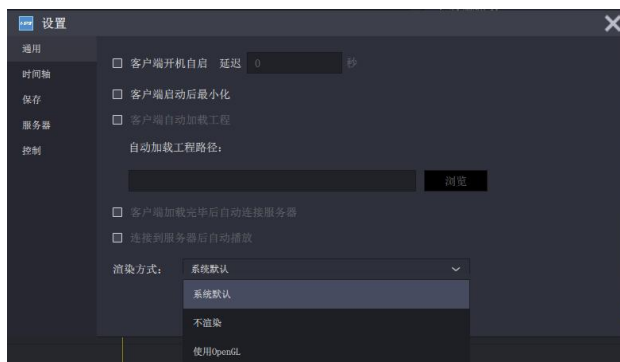 设置
通用
时间轴
保存
服务器
控制
客户端开机自启 延迟 0 秒
客户端启动后最小化
客户端自动加载工程
自动加载工程路径：
浏览
客户端加载完毕后自动连接服务器
连接到服务器后自动播放
渲染方式： 系统默认
系统默认
不渲染
使用OpenGL